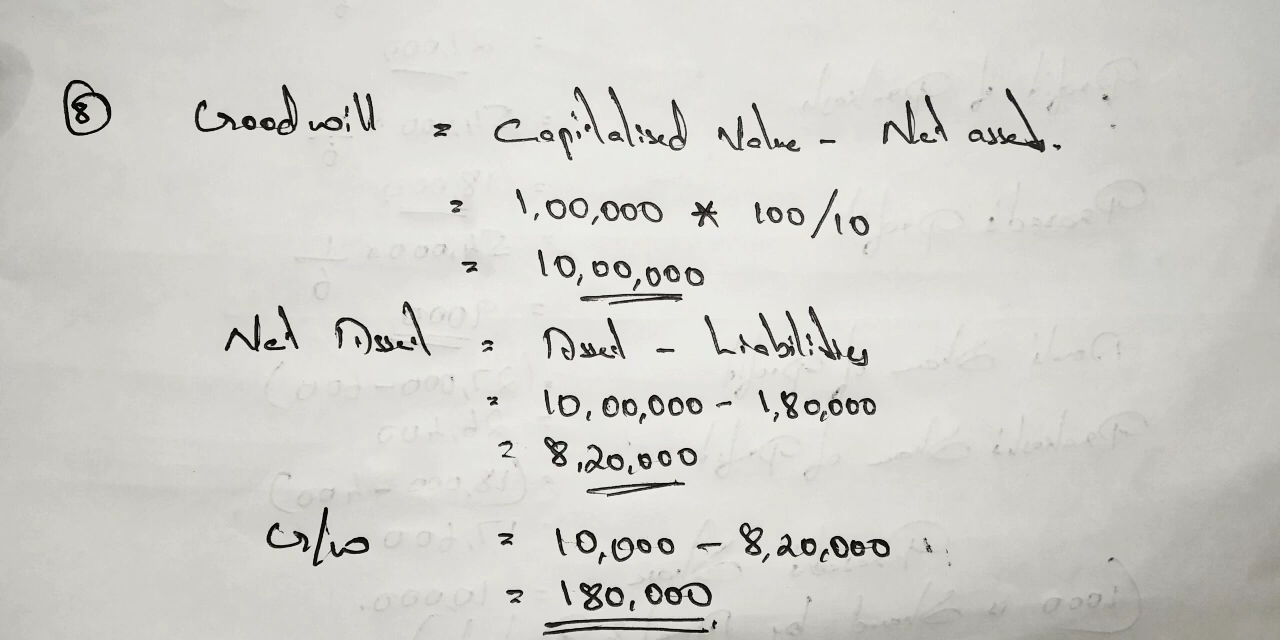 ⑧ Goodwill = Capitalised Value - Net asset.
= 1,00,000 * 100/10
= 10,00,000
Net Asset = Asset - Liabilities
= 10,00,000 - 1,80,000
= 8,20,000
G/w = 10,000 - 8,20,000
= 180,000.